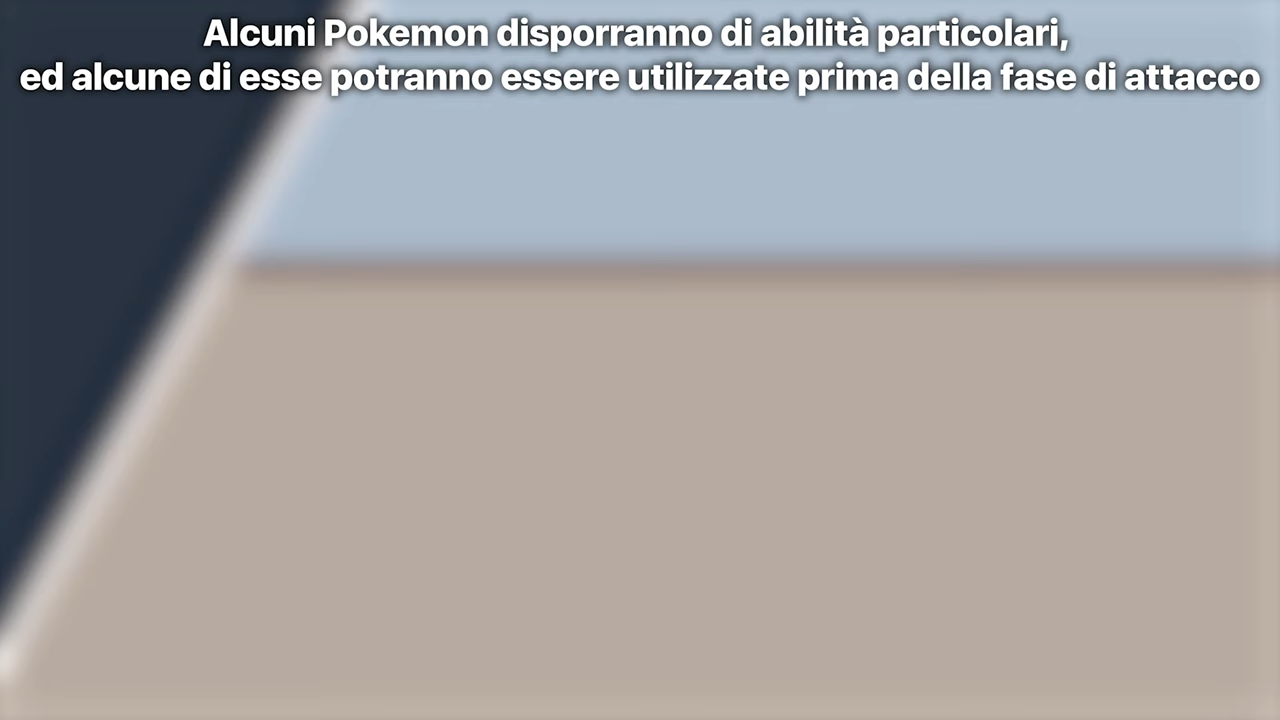 Alcuni Pokemon disporranno di abilità particolari,
ed alcune di esse potranno essere utilizzate prima della fase di attacco